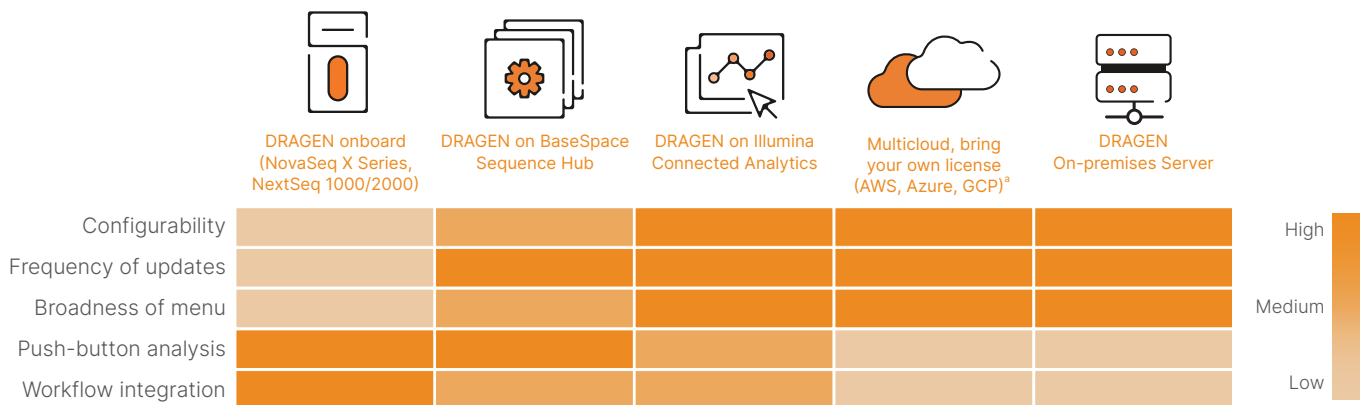 DRAGEN onboard
(NovaSeq X Series,
NextSeq 1000/2000)
DRAGEN on BaseSpace
Sequence Hub
DRAGEN on Illumina
Connected Analytics
Multicloud, bring
your own license
(AWS, Azure, GCP)ᵃ
DRAGEN
On-premises Server
Configurability
Frequency of updates
Broadness of menu
Push-button analysis
Workflow integration
High
Medium
Low